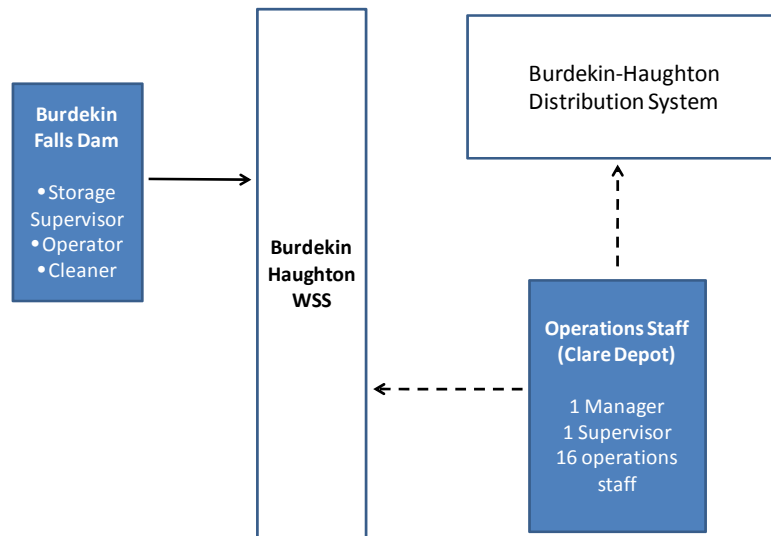 Burdekin
Falls Dam
•Storage
Supervisor
•Operator
•Cleaner
Burdekin
Haughton
WSS
Burdekin-Haughton
Distribution System
Operations Staff
(Clare Depot)
1 Manager
1 Supervisor
16 operations
staff